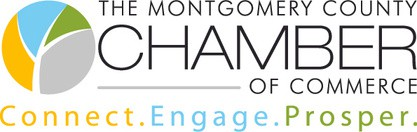 THE MONTGOMERY COUNTY
CHAMBER
OF COMMERCE
Connect.Engage.Prosper.